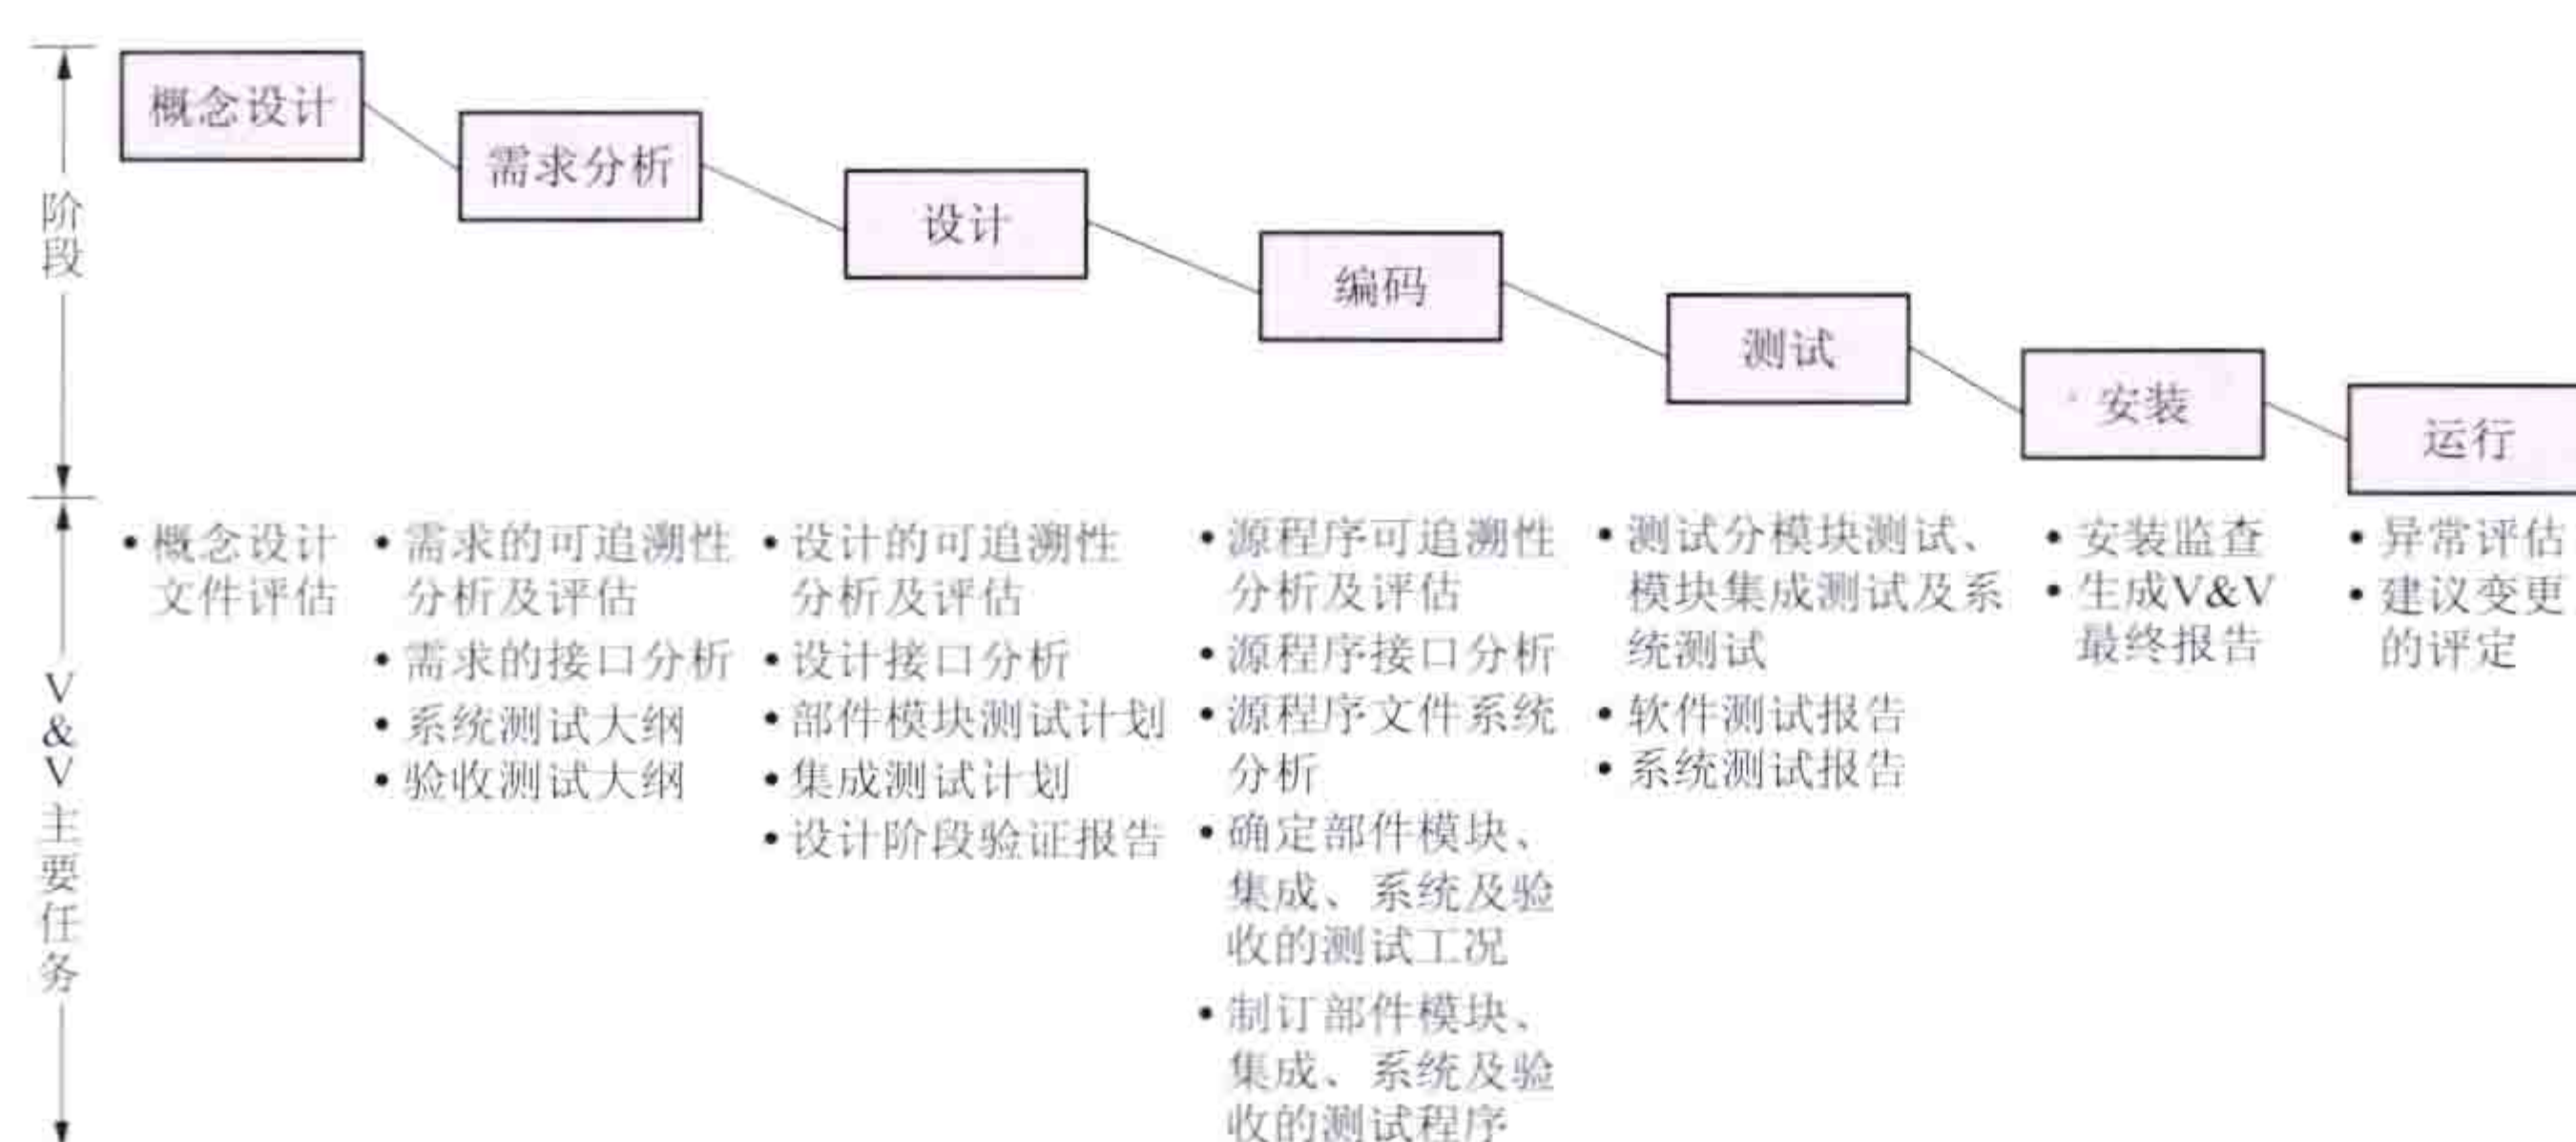 概念设计
需求分析
设计
编码
测试
安装
运行
阶段
V&V主要任务
• 概念设计
文件评估
• 需求的可追溯性
分析及评估
• 需求的接口分析
• 系统测试大纲
• 验收测试大纲
• 设计的可追溯性
分析及评估
• 设计接口分析
• 部件模块测试计划
• 集成测试计划
• 设计阶段验证报告
• 源程序可追溯性
分析及评估
• 源程序接口分析
• 源程序文件系统
分析
• 确定部件模块、
集成、系统及验
收的测试工况
• 制订部件模块、
集成、系统及验
收的测试程序
• 测试分模块测试、
模块集成测试及系
统测试
• 软件测试报告
• 系统测试报告
• 安装监查
• 生成V&V
最终报告
• 异常评估
• 建议变更
的评定